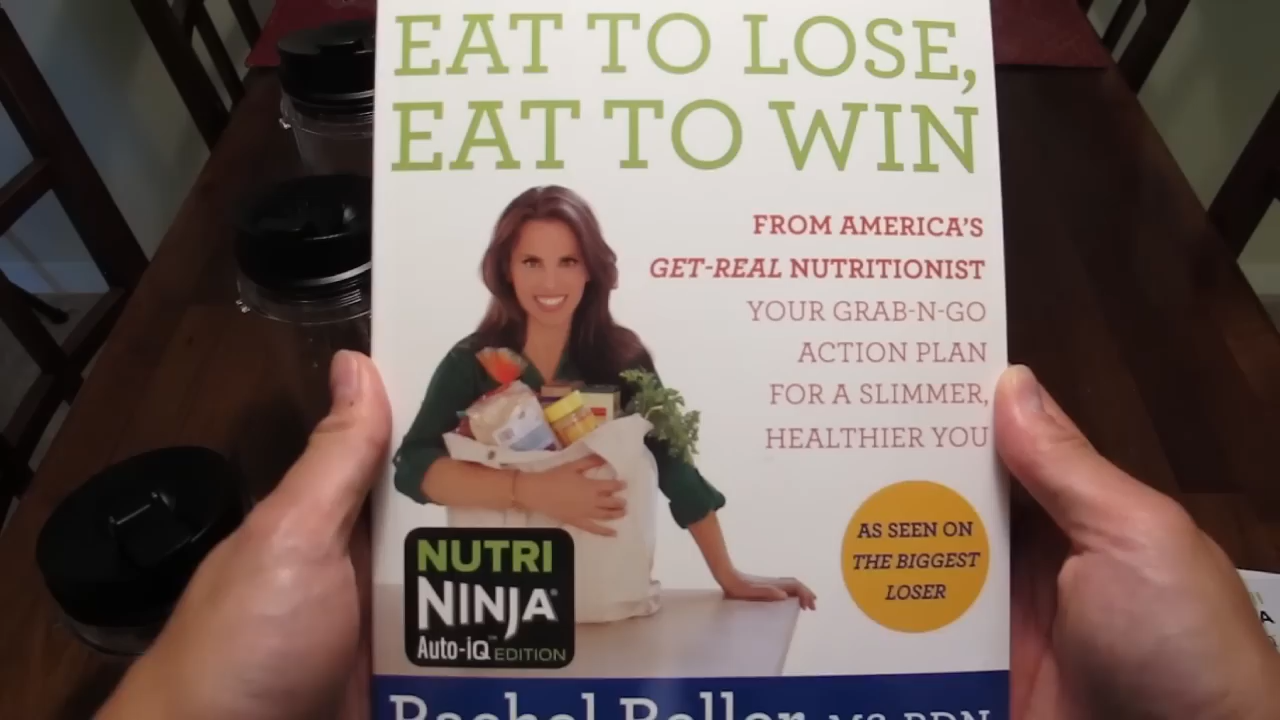 EAT TO LOSE,
EAT TO WIN
FROM AMERICA'S
GET-REAL NUTRITIONIST
YOUR GRAB-N-GO
ACTION PLAN
FOR A SLIMMER,
HEALTHIER YOU
AS SEEN ON
THE BIGGEST
LOSER
NUTRI
NINJA®
Auto-iQ™ EDITION
Rachel Beller MS, RDN